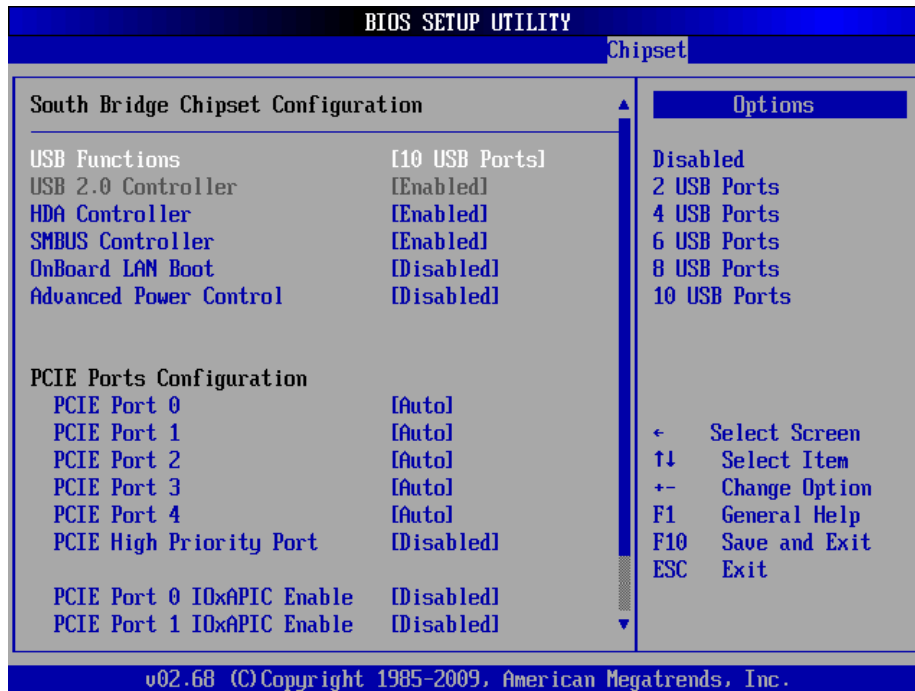 BIOS SETUP UTILITY
Chipset
South Bridge Chipset Configuration
USB Functions [10 USB Ports]
USB 2.0 Controller [Enabled]
HDA Controller [Enabled]
SMBUS Controller [Enabled]
OnBoard LAN Boot [Disabled]
Advanced Power Control [Disabled]
PCIE Ports Configuration
PCIE Port 0 [Auto]
PCIE Port 1 [Auto]
PCIE Port 2 [Auto]
PCIE Port 3 [Auto]
PCIE Port 4 [Auto]
PCIE High Priority Port [Disabled]
PCIE Port 0 IOxAPIC Enable [Disabled]
PCIE Port 1 IOxAPIC Enable [Disabled]
Options
Disabled
2 USB Ports
4 USB Ports
6 USB Ports
8 USB Ports
10 USB Ports
← Select Screen
↑↓ Select Item
+- Change Option
F1 General Help
F10 Save and Exit
ESC Exit
v02.68 (C)Copyright 1985-2009, American Megatrends, Inc.